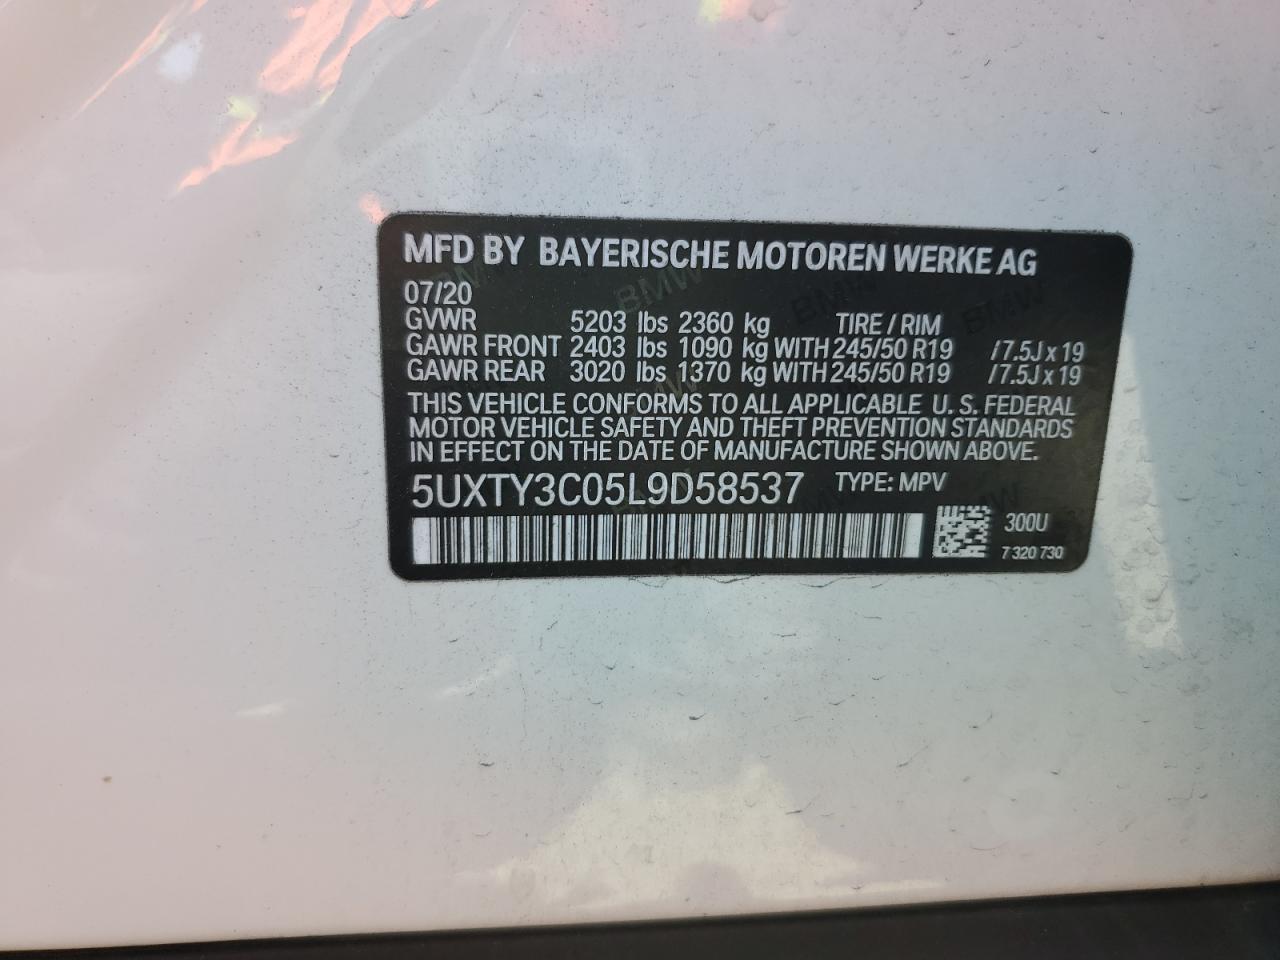 MFD BY BAYERISCHE MOTOREN WERKE AG
07/20
GVWR 5203 lbs 2360 kg TIRE / RIM
GAWR FRONT 2403 lbs 1090 kg WITH 245/50 R19 /7.5J x 19
GAWR REAR 3020 lbs 1370 kg WITH 245/50 R19 /7.5J x 19
THIS VEHICLE CONFORMS TO ALL APPLICABLE U.S. FEDERAL
MOTOR VEHICLE SAFETY AND THEFT PREVENTION STANDARDS
IN EFFECT ON THE DATE OF MANUFACTURE SHOWN ABOVE.
5UXTY3C05L9D58537 TYPE: MPV
300U
7 320 730